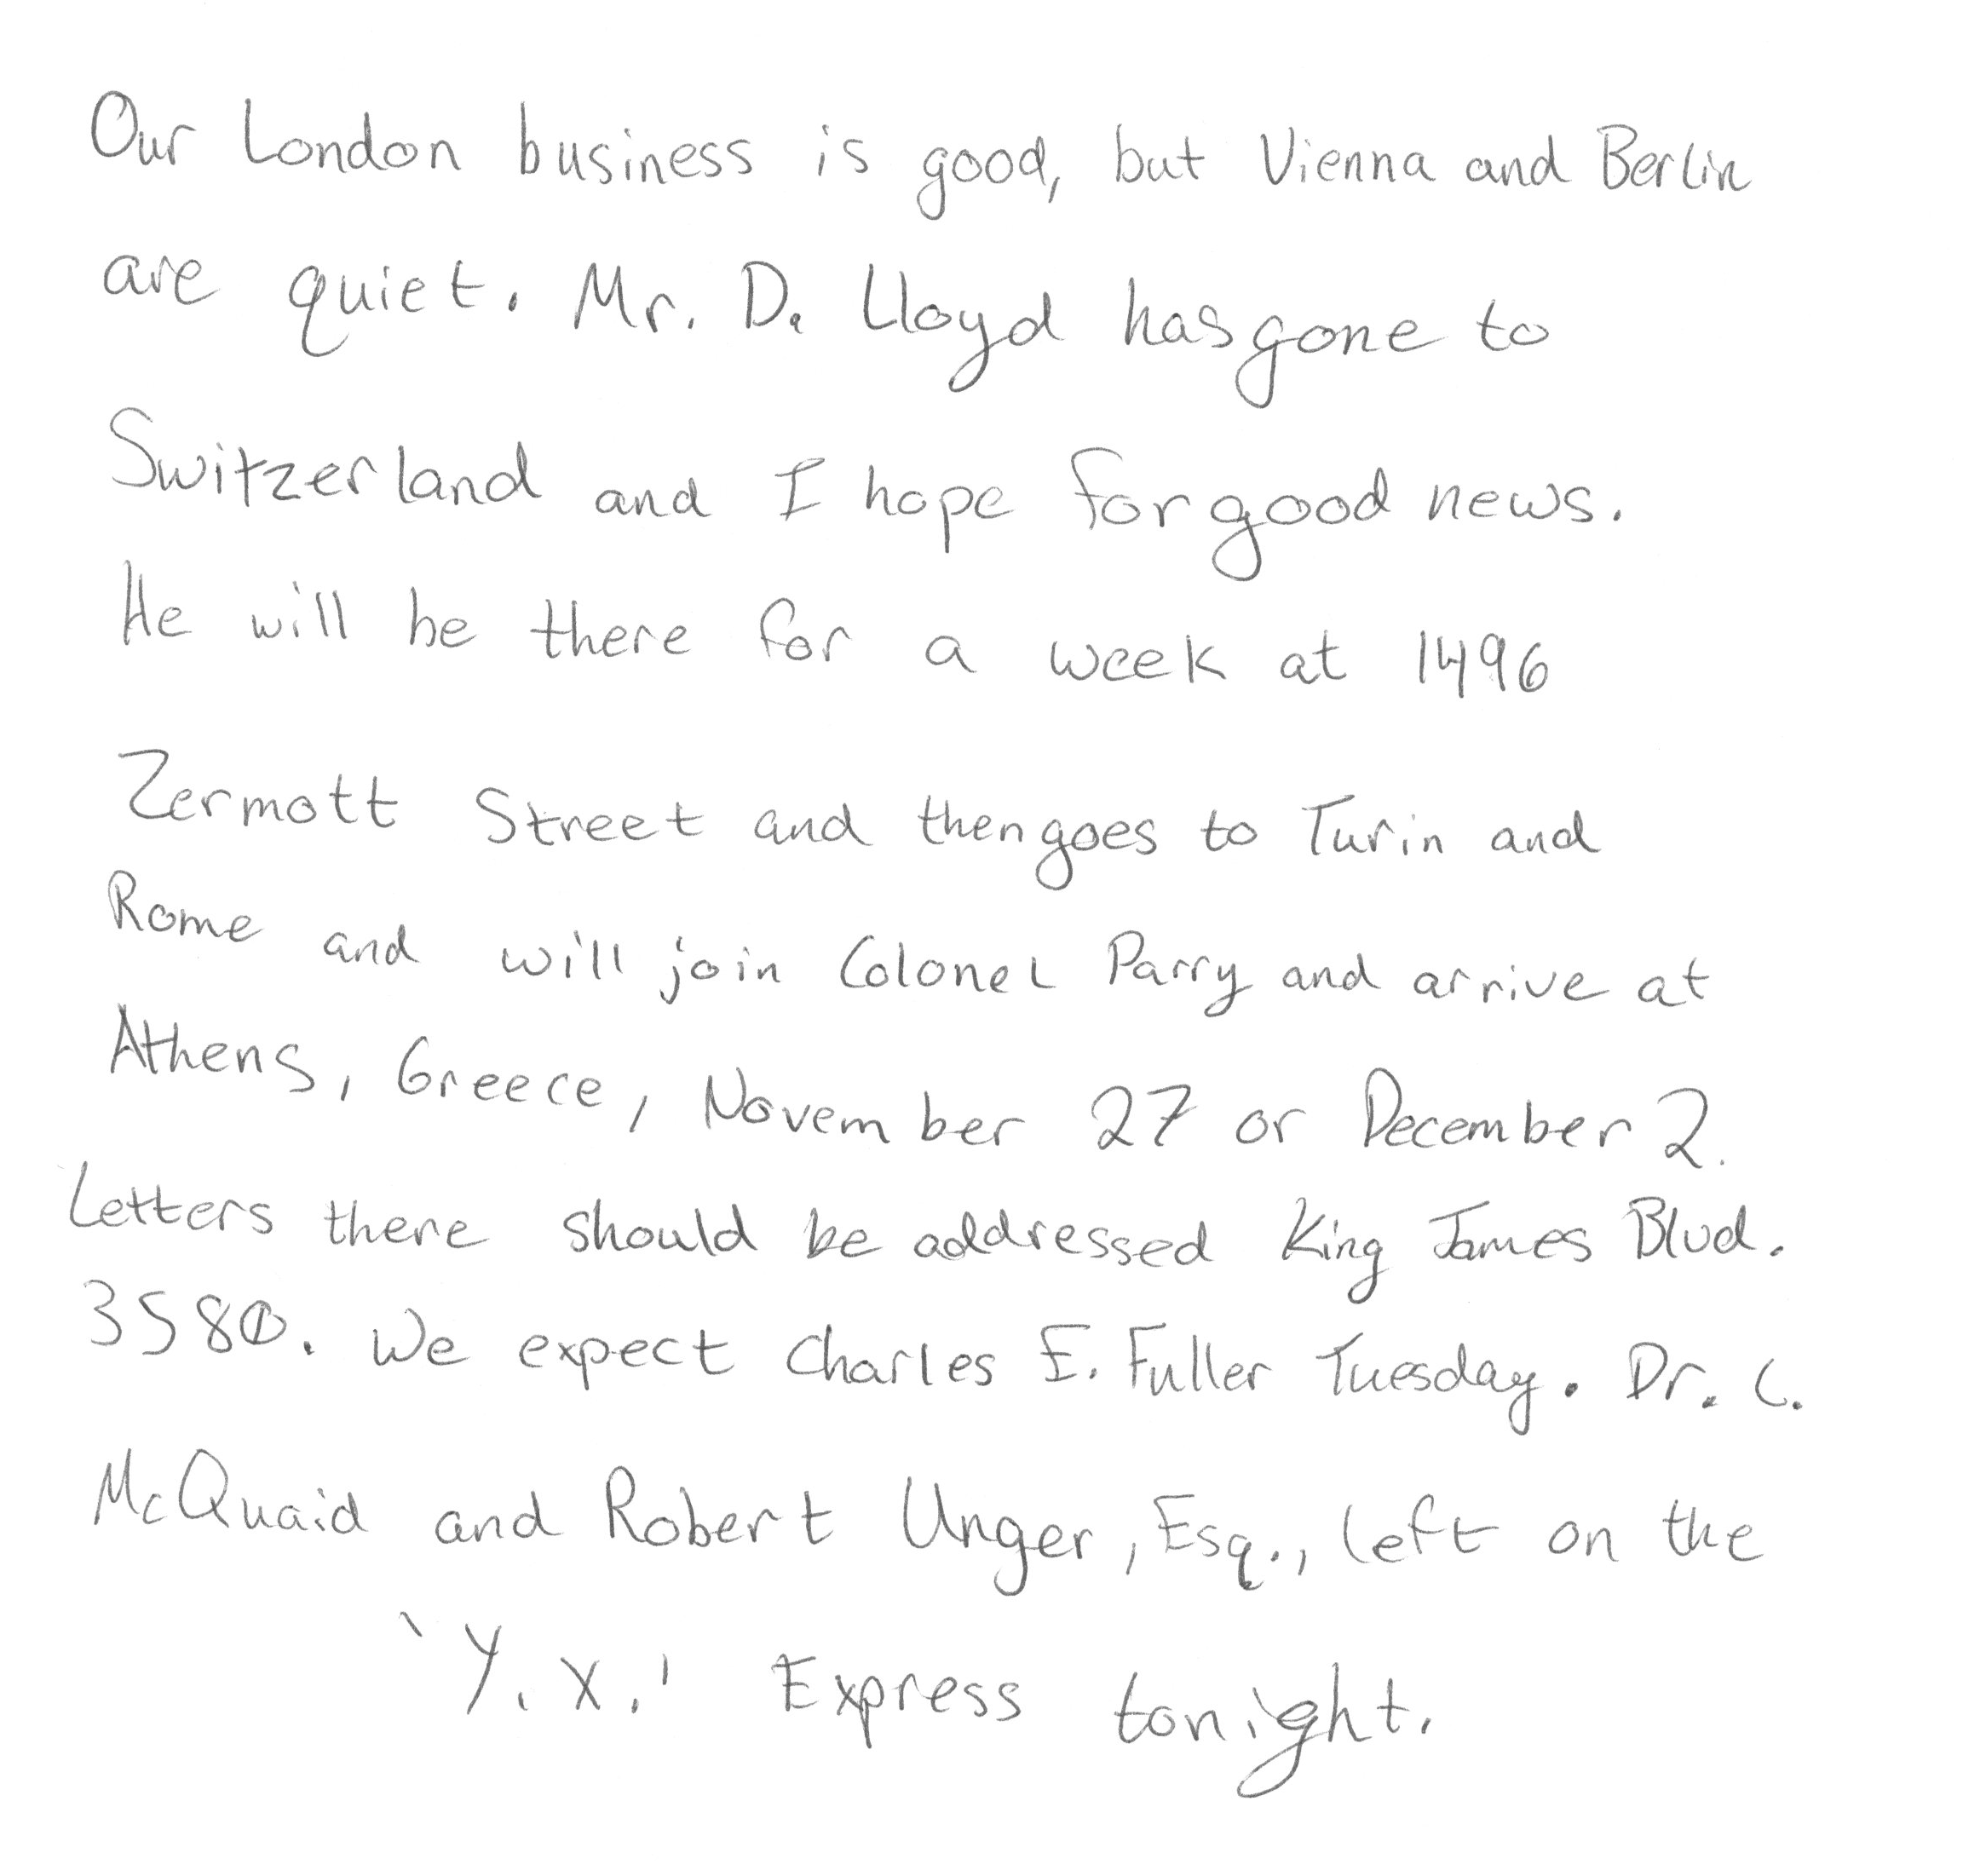 Our London business is good, but Vienna and Berlin
are quiet. Mr. D. Lloyd has gone to
Switzerland and I hope for good news.
He will be there for a week at 1496
Zermott Street and then goes to Turin and
Rome and will join Colonel Parry and arrive at
Athens, Greece, November 27 or December 2.
Letters there should be addressed King James Blvd.
3580. We expect Charles E. Fuller Tuesday. Dr. C.
McQuaid and Robert Unger, Esq., left on the
'Y. X.' Express tonight.